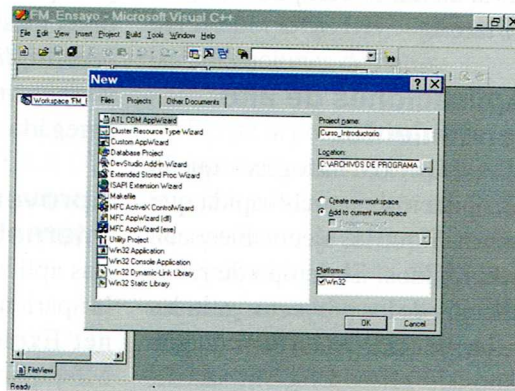 FM_Ensayo - Microsoft Visual C++
File Edit View Insert Project Build Tools Window Help
Workspace 'FM_
New
Files Projects Other Documents
ATL COM AppWizard
Cluster Resource Type Wizard
Custom AppWizard
Database Project
DevStudio Add-in Wizard
Extended Stored Proc Wizard
ISAPI Extension Wizard
Makefile
MFC ActiveX ControlWizard
MFC AppWizard (dll)
MFC AppWizard (exe)
Utility Project
Win32 Application
Win32 Console Application
Win32 Dynamic-Link Library
Win32 Static Library
Project name:
Curso_Introductorio
Location:
C:\ARCHIVOS DE PROGRAMA ...
Create new workspace
Add to current workspace
Platforms:
Win32
OK Cancel
FileView
Ready